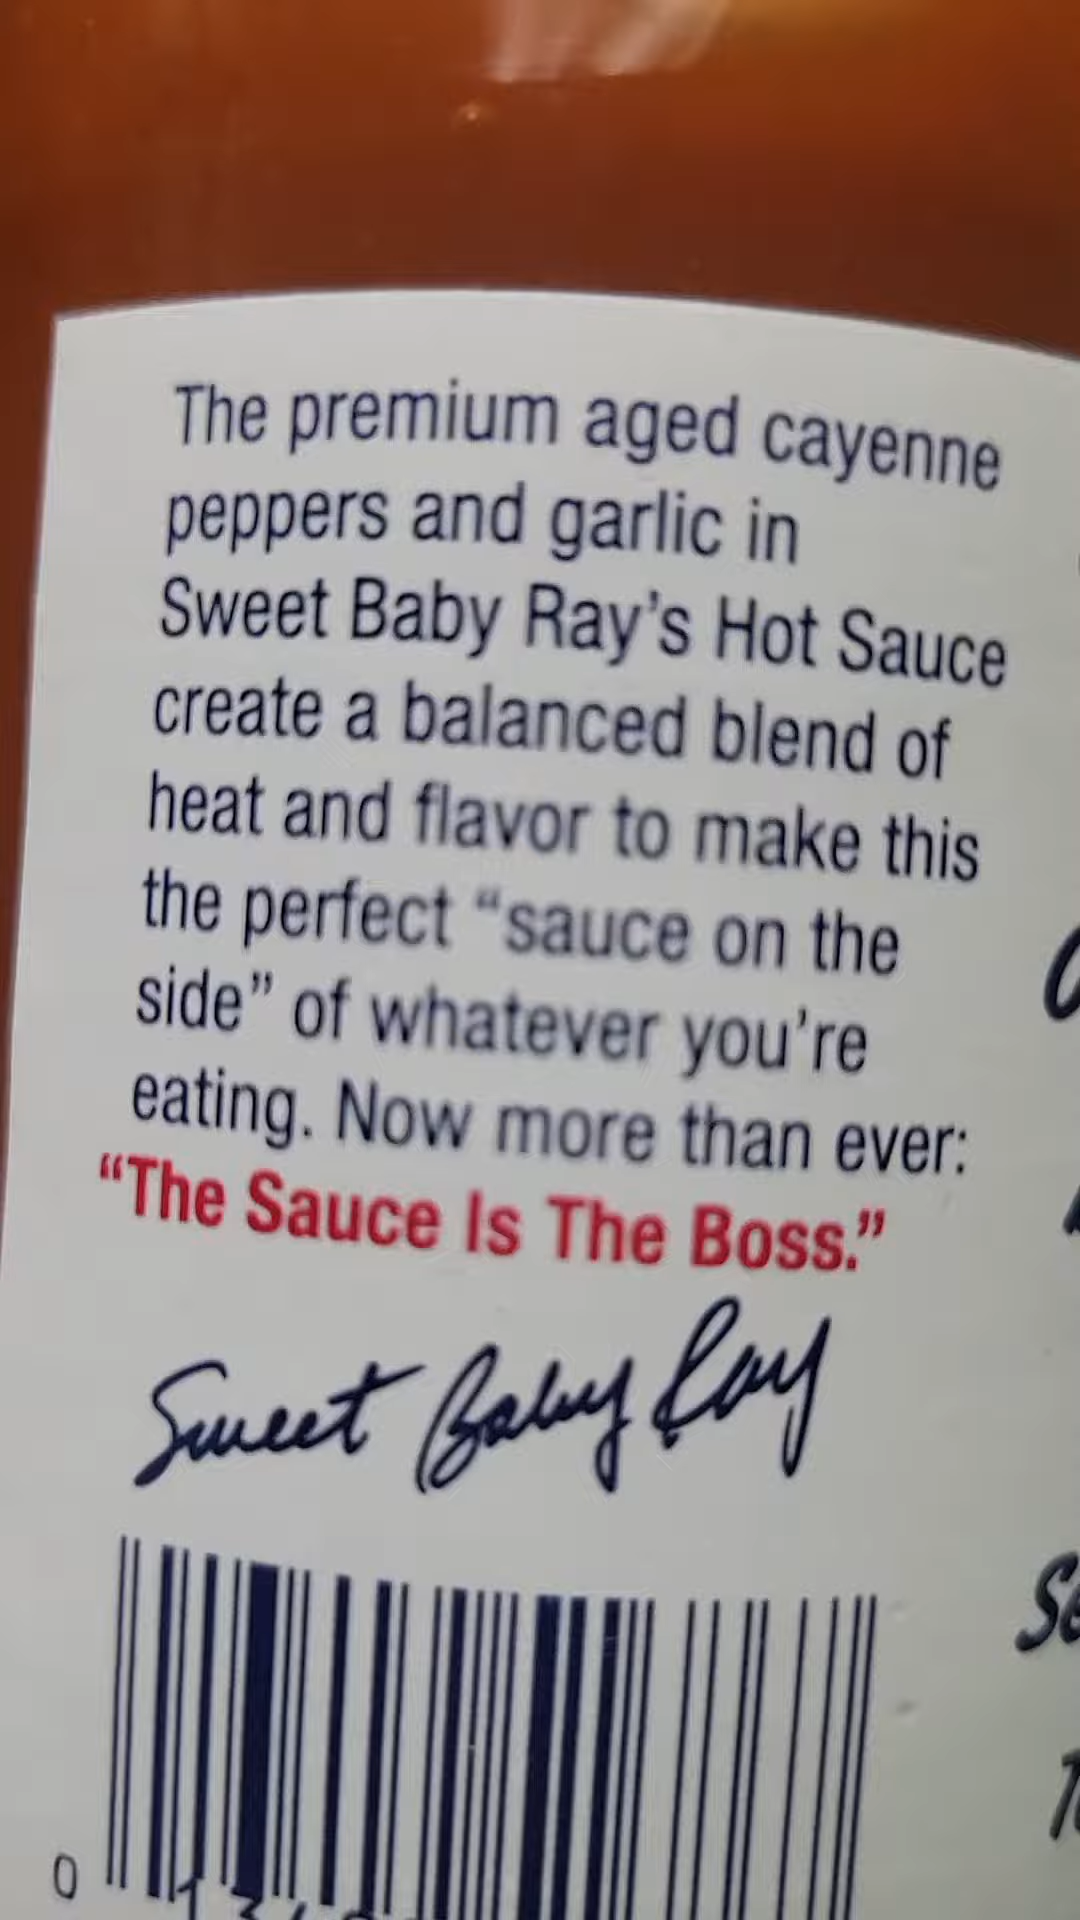 The premium aged cayenne
peppers and garlic in
Sweet Baby Ray's Hot Sauce
create a balanced blend of
heat and flavor to make this
the perfect "sauce on the
side" of whatever you're
eating. Now more than ever:
"The Sauce Is The Boss."
Sweet Baby Ray
0